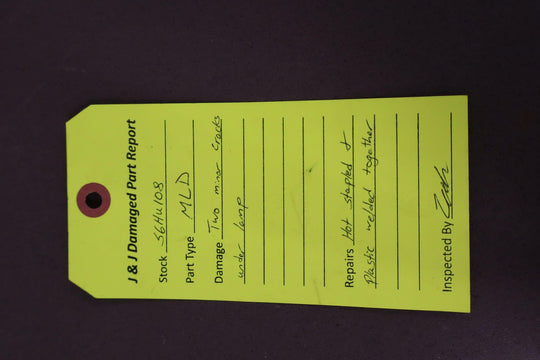 J & J Damaged Part Report
Stock S6HU108
Part Type MLD
Damage Two minor cracks
under lamp
Repairs Hot stapled &
Plastic welded together
Inspected By